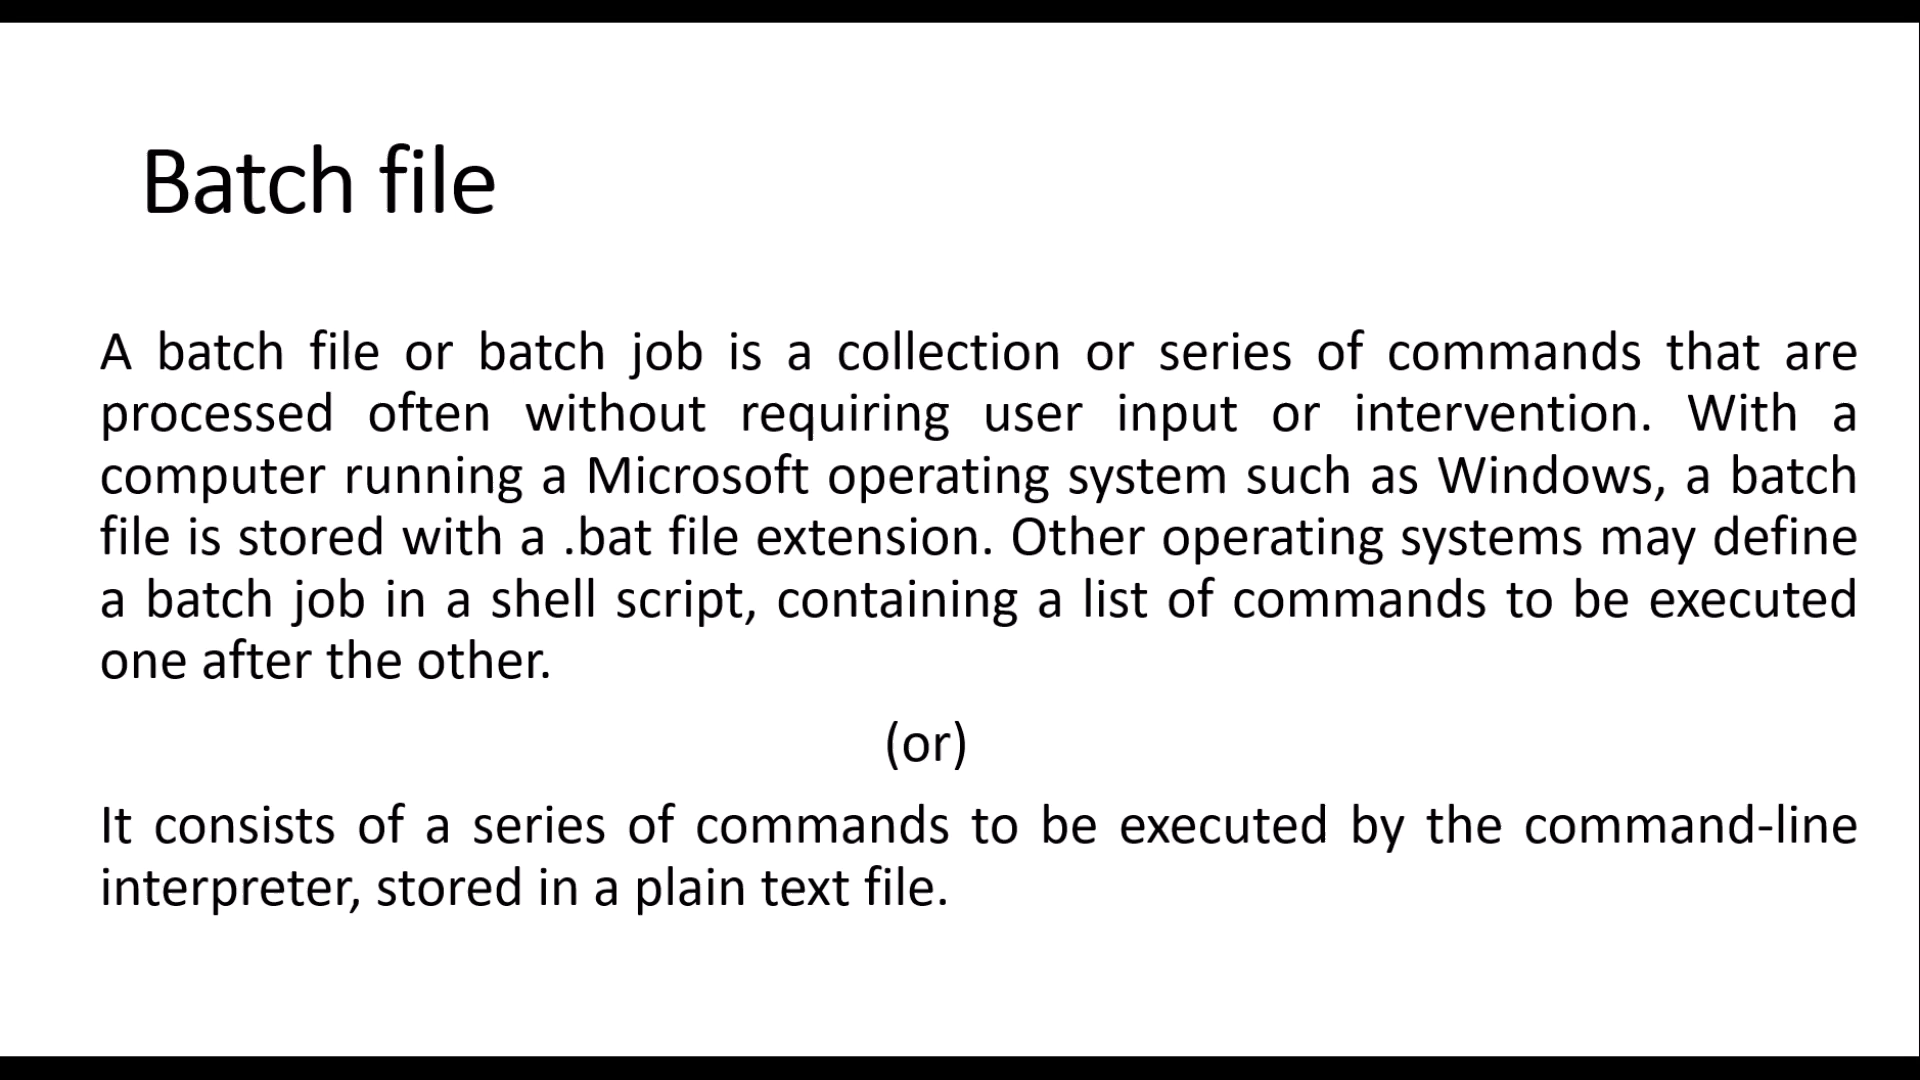 Batch file
A batch file or batch job is a collection or series of commands that are
processed often without requiring user input or intervention. With a
computer running a Microsoft operating system such as Windows, a batch
file is stored with a .bat file extension. Other operating systems may define
a batch job in a shell script, containing a list of commands to be executed
one after the other.
(or)
It consists of a series of commands to be executed by the command-line
interpreter, stored in a plain text file.